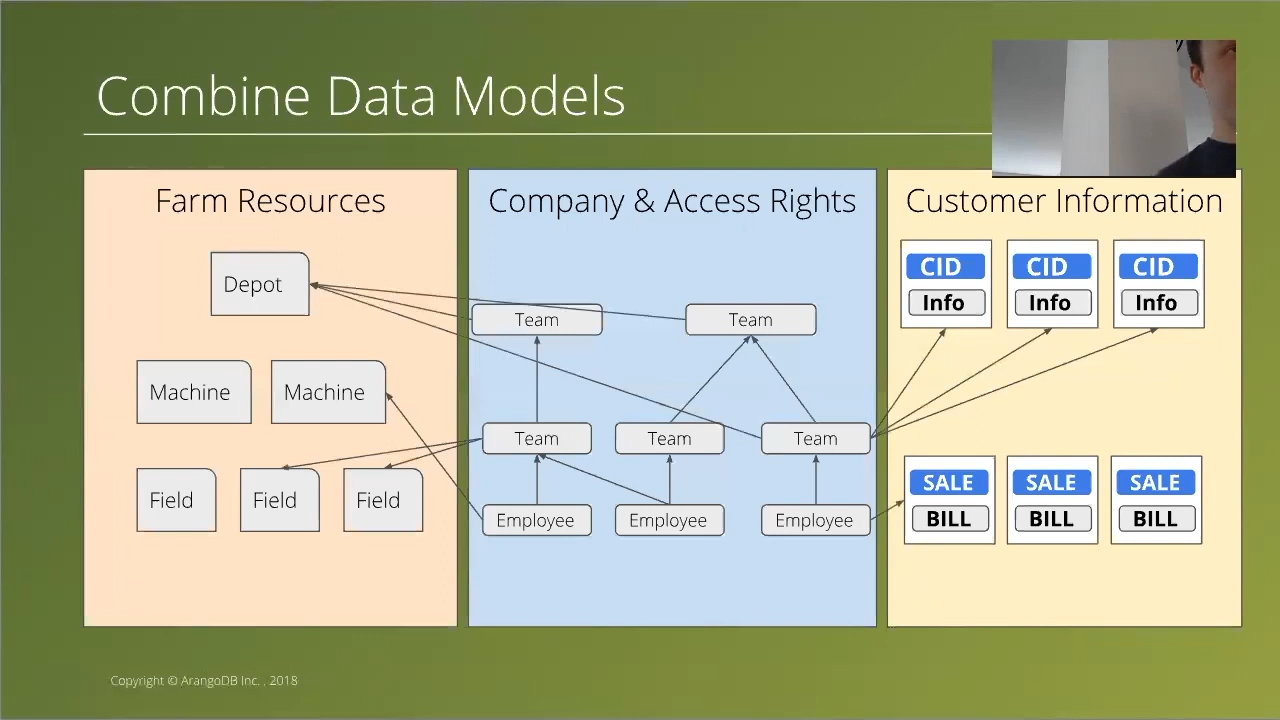 Combine Data Models
Farm Resources
Depot
Machine
Machine
Field
Field
Field
Company & Access Rights
Team
Team
Team
Team
Team
Employee
Employee
Employee
Customer Information
CID
Info
CID
Info
CID
Info
SALE
BILL
SALE
BILL
SALE
BILL
Copyright © ArangoDB Inc. , 2018